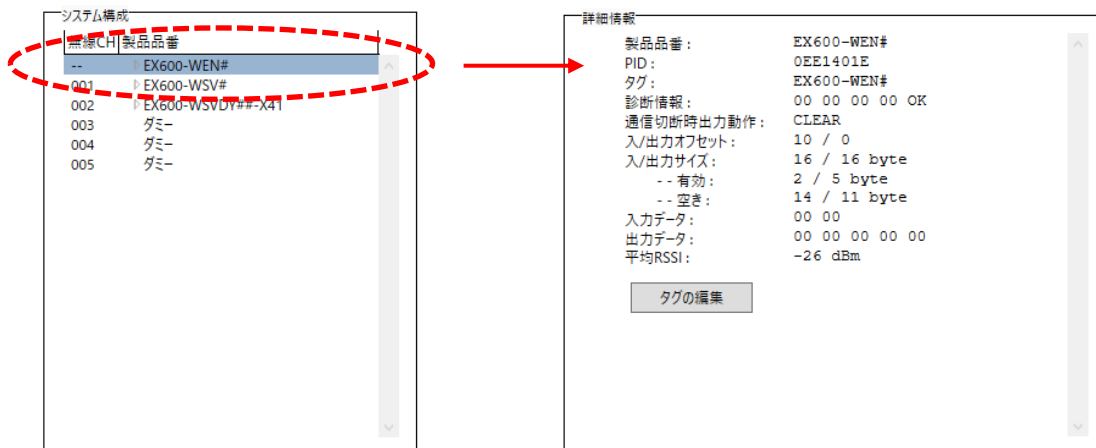 システム構成
無線CH 製品品番
-- EX600-WEN#
001 EX600-WSV#
002 EX600-WSVDY##-X41
003 ダミー
004 ダミー
005 ダミー
詳細情報
製品品番： EX600-WEN#
PID： 0EE1401E
タグ： EX600-WEN#
診断情報： 00 00 00 00 OK
通信切断時出力動作： CLEAR
入/出力オフセット： 10 / 0
入/出力サイズ： 16 / 16 byte
--有効： 2 / 5 byte
--空き： 14 / 11 byte
入力データ： 00 00
出力データ： 00 00 00 00 00
平均RSSI： -26 dBm
タグの編集